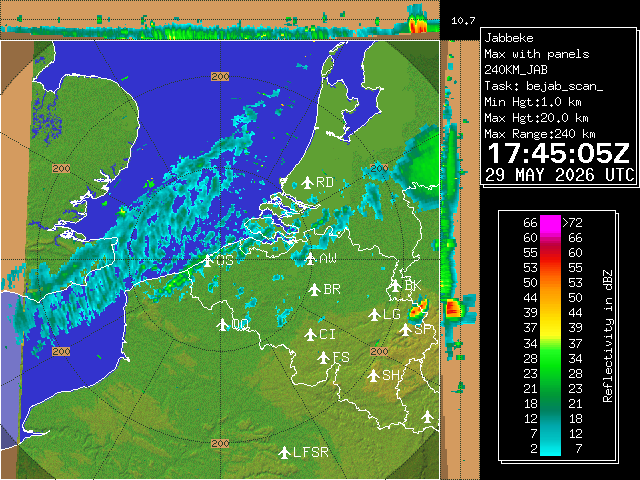 10.7
Jabbeke
Max with panels
240KM_JAB
Task: bejab_scan_
Min Hgt:1.0 km
Max Hgt:20.0 km
Max Range:240 km
17:45:05Z
29 MAY 2026 UTC
200
200
200
RD
OS
AW
BR
BK
LG
QO
CI
SP
200
FS
200
SH
200
LFSR
66 >72
60 66
55 60
53 55
50 53
44 50
39 44
37 39
34 37
28 34
23 28
21 23
18 21
12 18
7 12
2 7
Reflectivity in dBZ